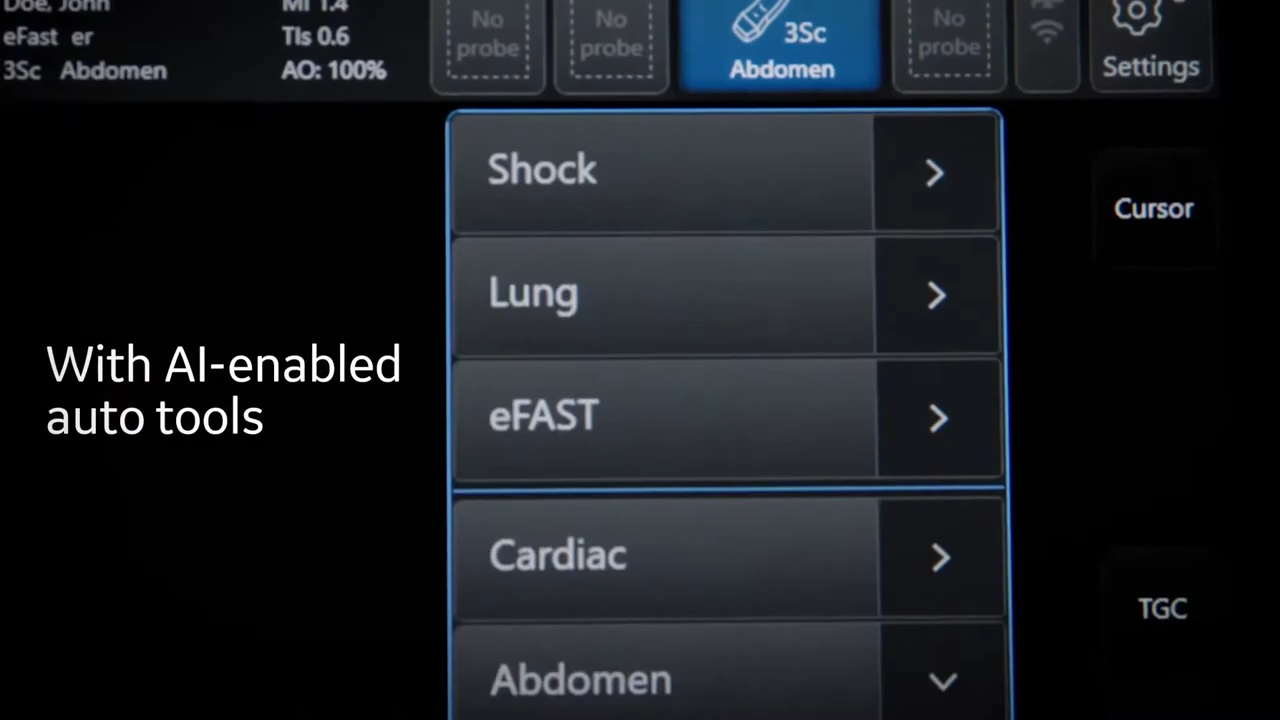 Doe, John
MI 1.4
eFast er
TIs 0.6
3Sc Abdomen
AO: 100%
No
probe
No
probe
3Sc
Abdomen
No
probe
Settings
Shock
Lung
eFAST
Cardiac
Abdomen
Cursor
TGC
With AI-enabled
auto tools